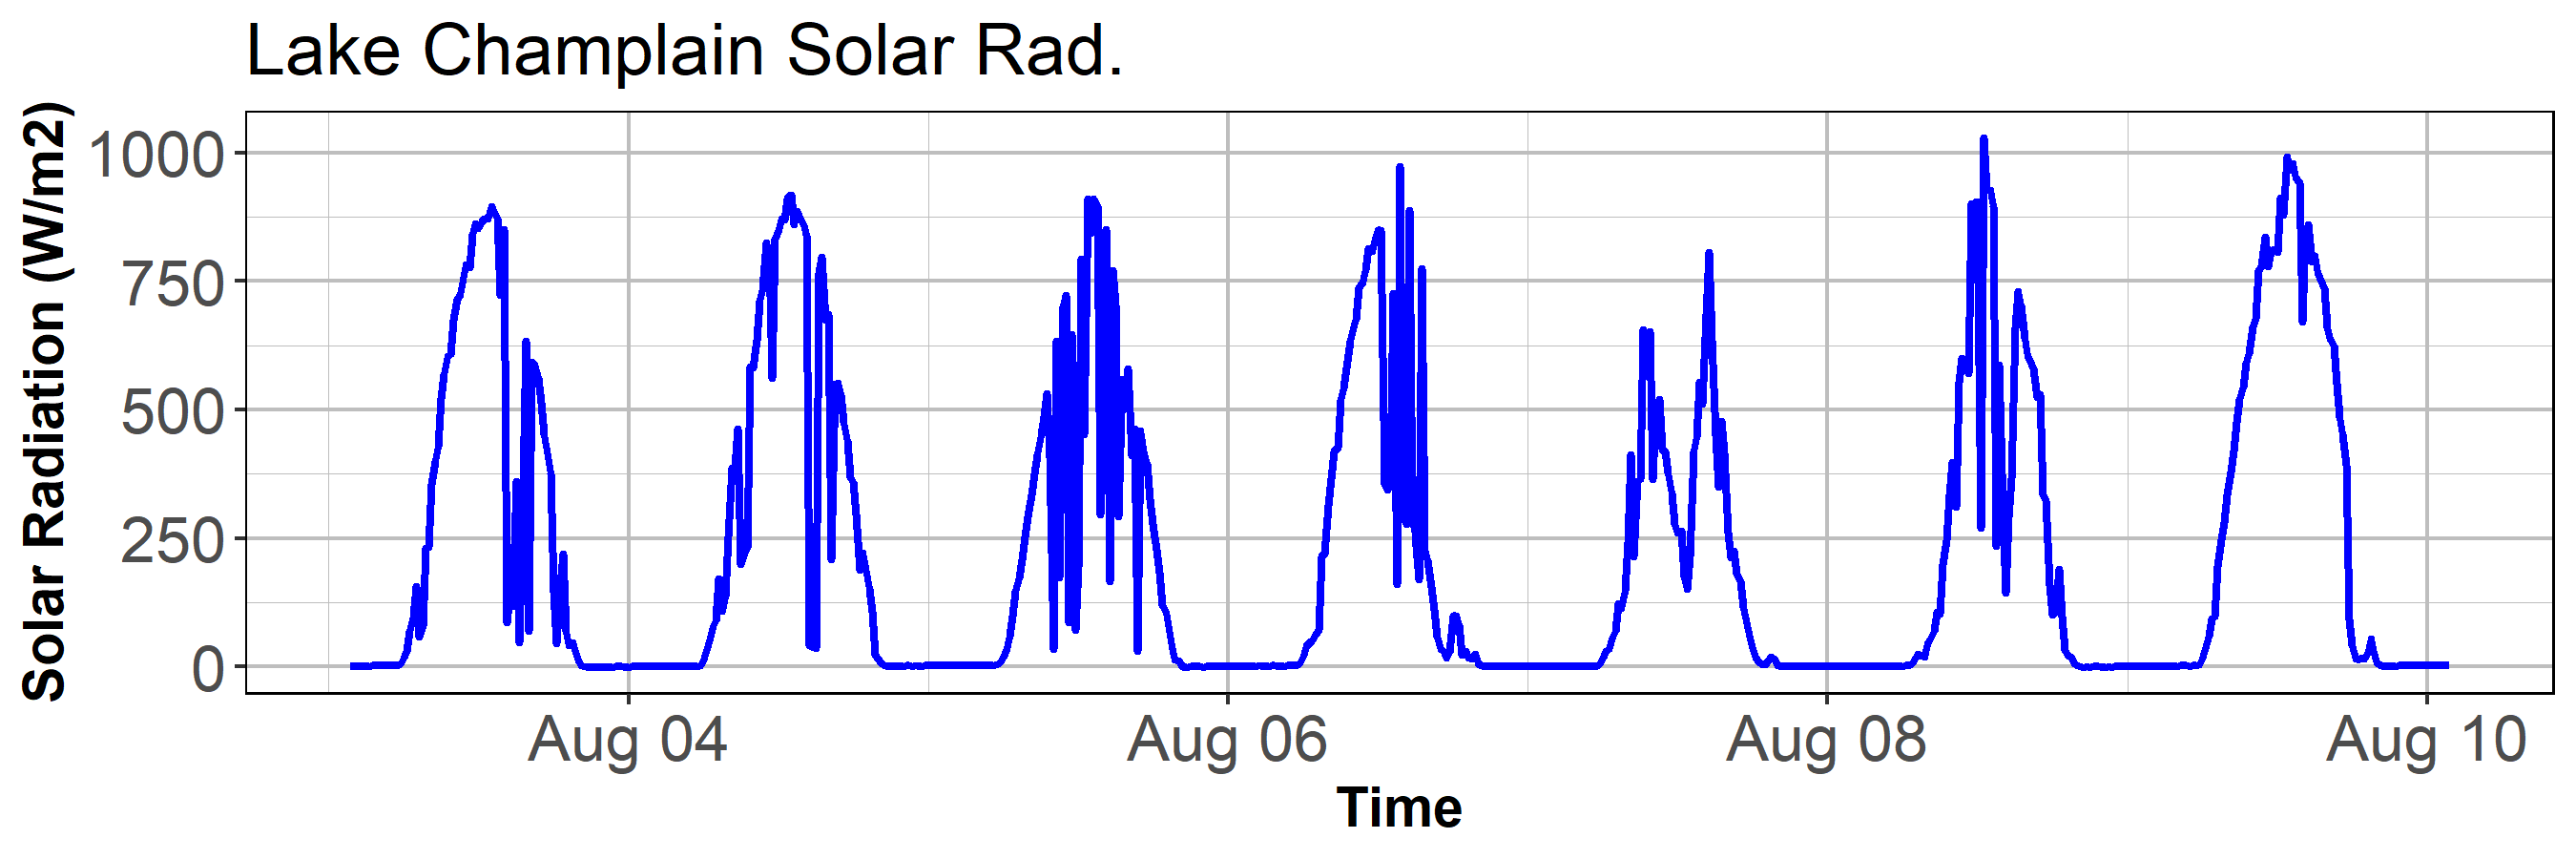 Lake Champlain Solar Rad.
Solar Radiation (W/m2)
1000
750
500
250
0
Aug 04
Aug 06
Aug 08
Aug 10
Time